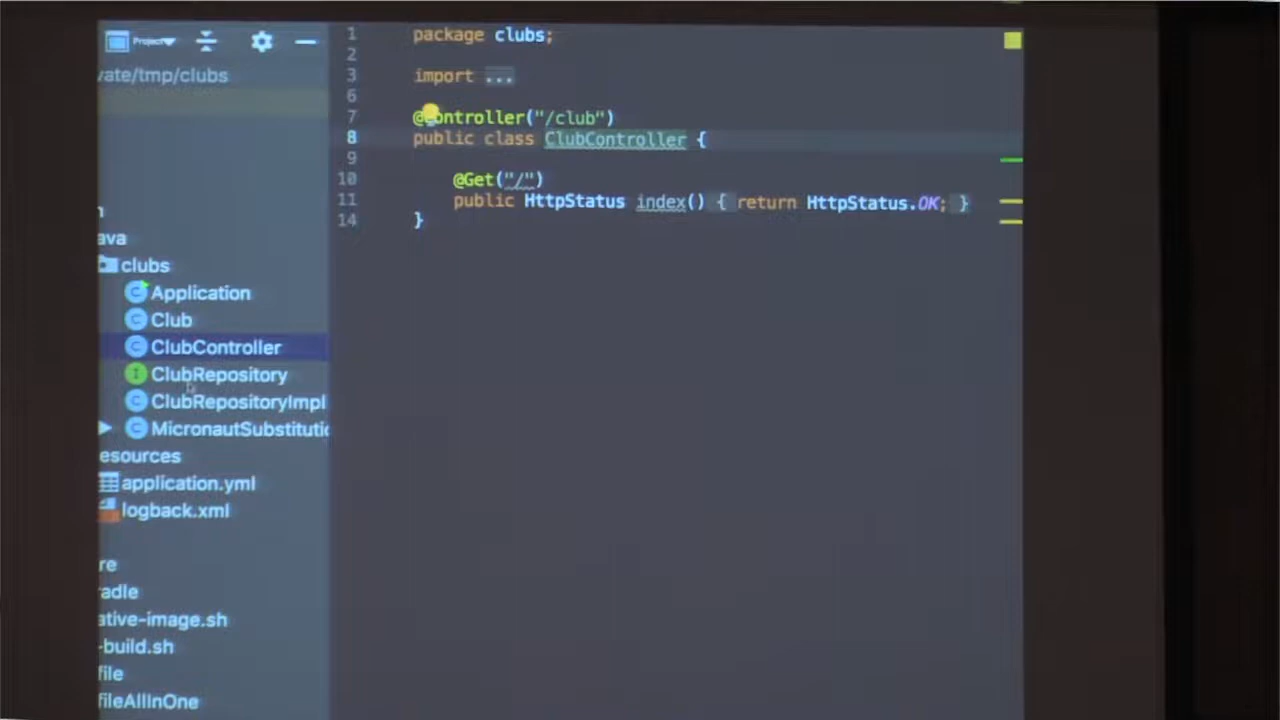 Project
vate/tmp/clubs
n
ava
clubs
Application
Club
ClubController
ClubRepository
ClubRepositoryImpl
MicronautSubstitutio
esources
application.yml
logback.xml
re
radle
ative-image.sh
-build.sh
file
fileAllInOne
1 package clubs;
2
3 import ...
6
7 @Controller("/club")
8 public class ClubController {
9
10 @Get("/")
11 public HttpStatus index() { return HttpStatus.OK; }
14 }